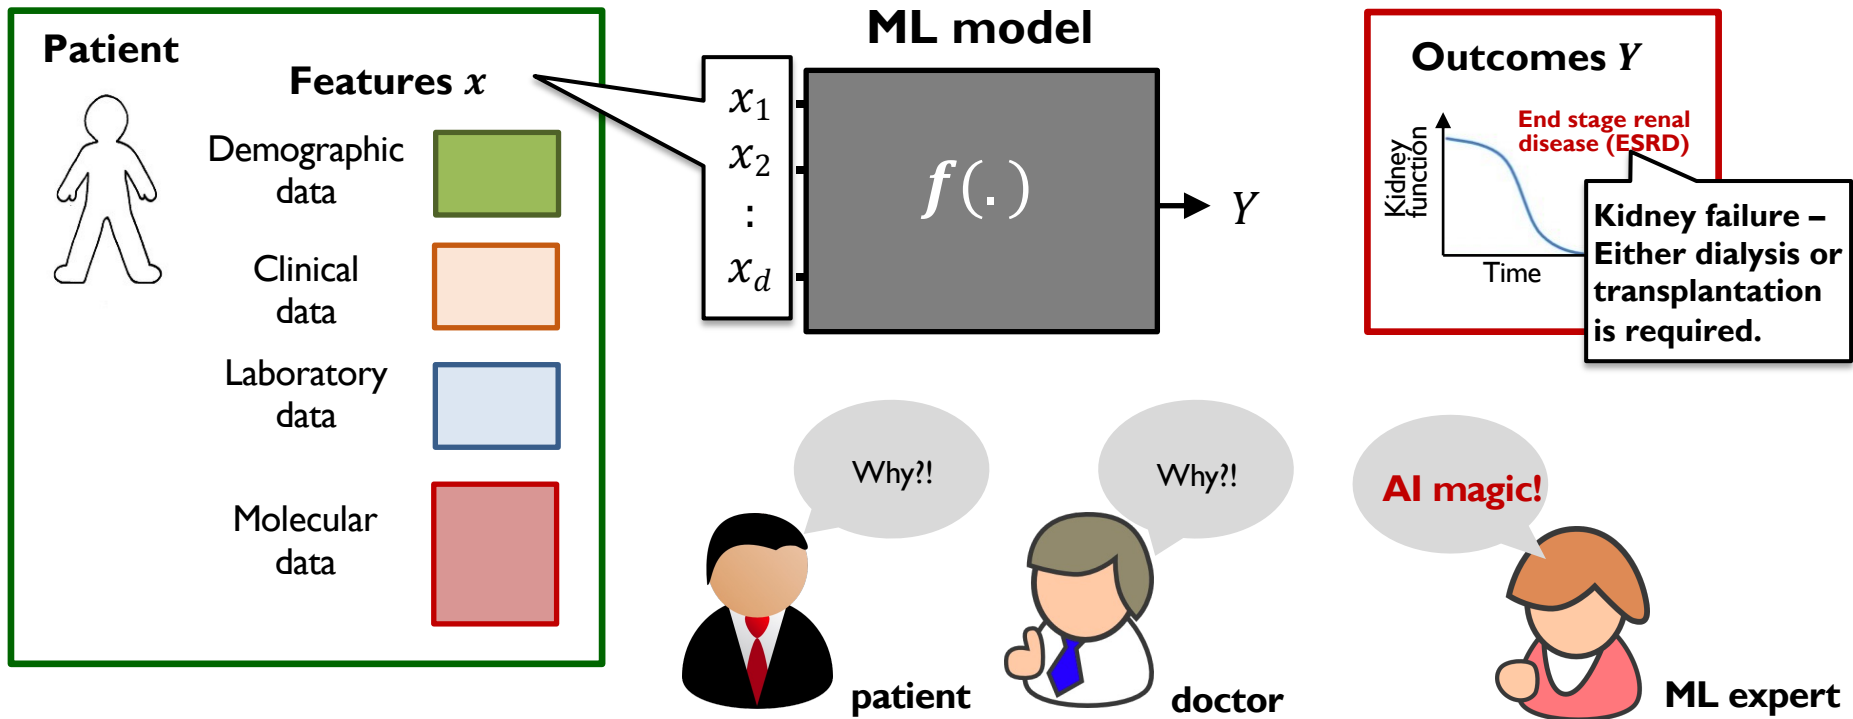 Patient
Features x
Demographic
data
Clinical
data
Laboratory
data
Molecular
data
x₁
x₂
:
x_d
ML model
f(.)
Y
Outcomes Y
End stage renal
disease (ESRD)
Kidney
function
Time
Kidney failure –
Either dialysis or
transplantation
is required.
Why?!
patient
Why?!
doctor
AI magic!
ML expert